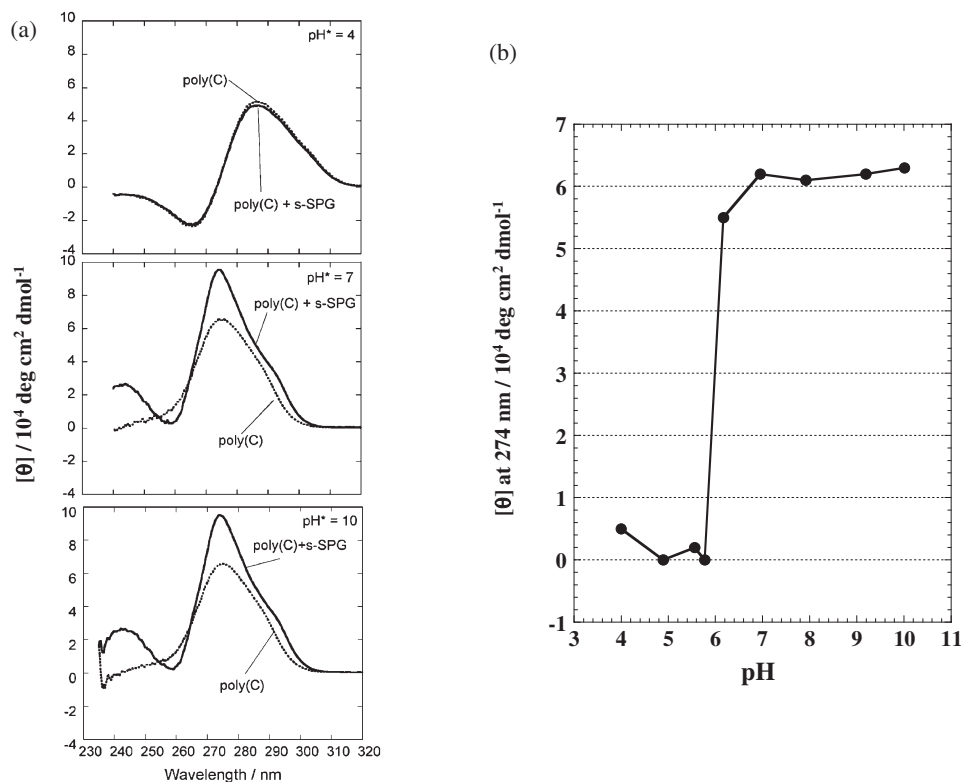 (a)
10
8
6
4
2
0
-2
-4
pH* = 4
poly(C)
poly(C) + s-SPG
10
8
6
4
2
0
-2
-4
pH* = 7
poly(C) + s-SPG
poly(C)
10
8
6
4
2
0
-2
-4
pH* = 10
poly(C)+s-SPG
poly(C)
230 240 250 260 270 280 290 300 310 320
Wavelength / nm
[θ] / 10⁴ deg cm² dmol⁻¹
(b)
7
6
5
4
3
2
1
0
-1
3 4 5 6 7 8 9 10 11
pH
[θ] at 274 nm / 10⁴ deg cm² dmol⁻¹